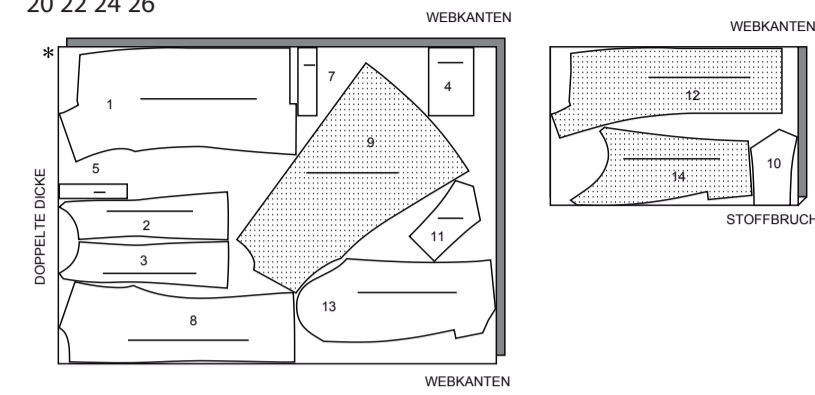 20 22 24 26
WEBKANTEN
WEBKANTEN
*
1
7
4
12
9
5
14
10
DOPPELTE DICKE
2
11
STOFFBRUCH
3
13
8
WEBKANTEN